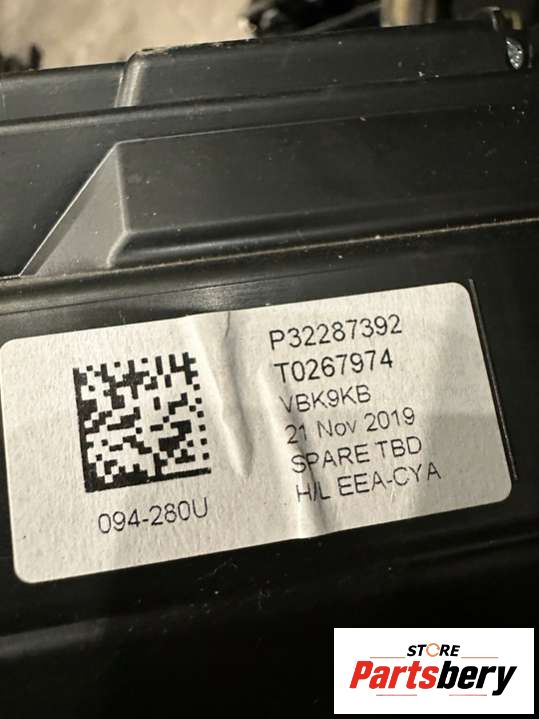 P32287392
T0267974
VBK9KB
21 Nov 2019
SPARE TBD
H/L EEA-CYA
094-280U
STORE
Partsbery